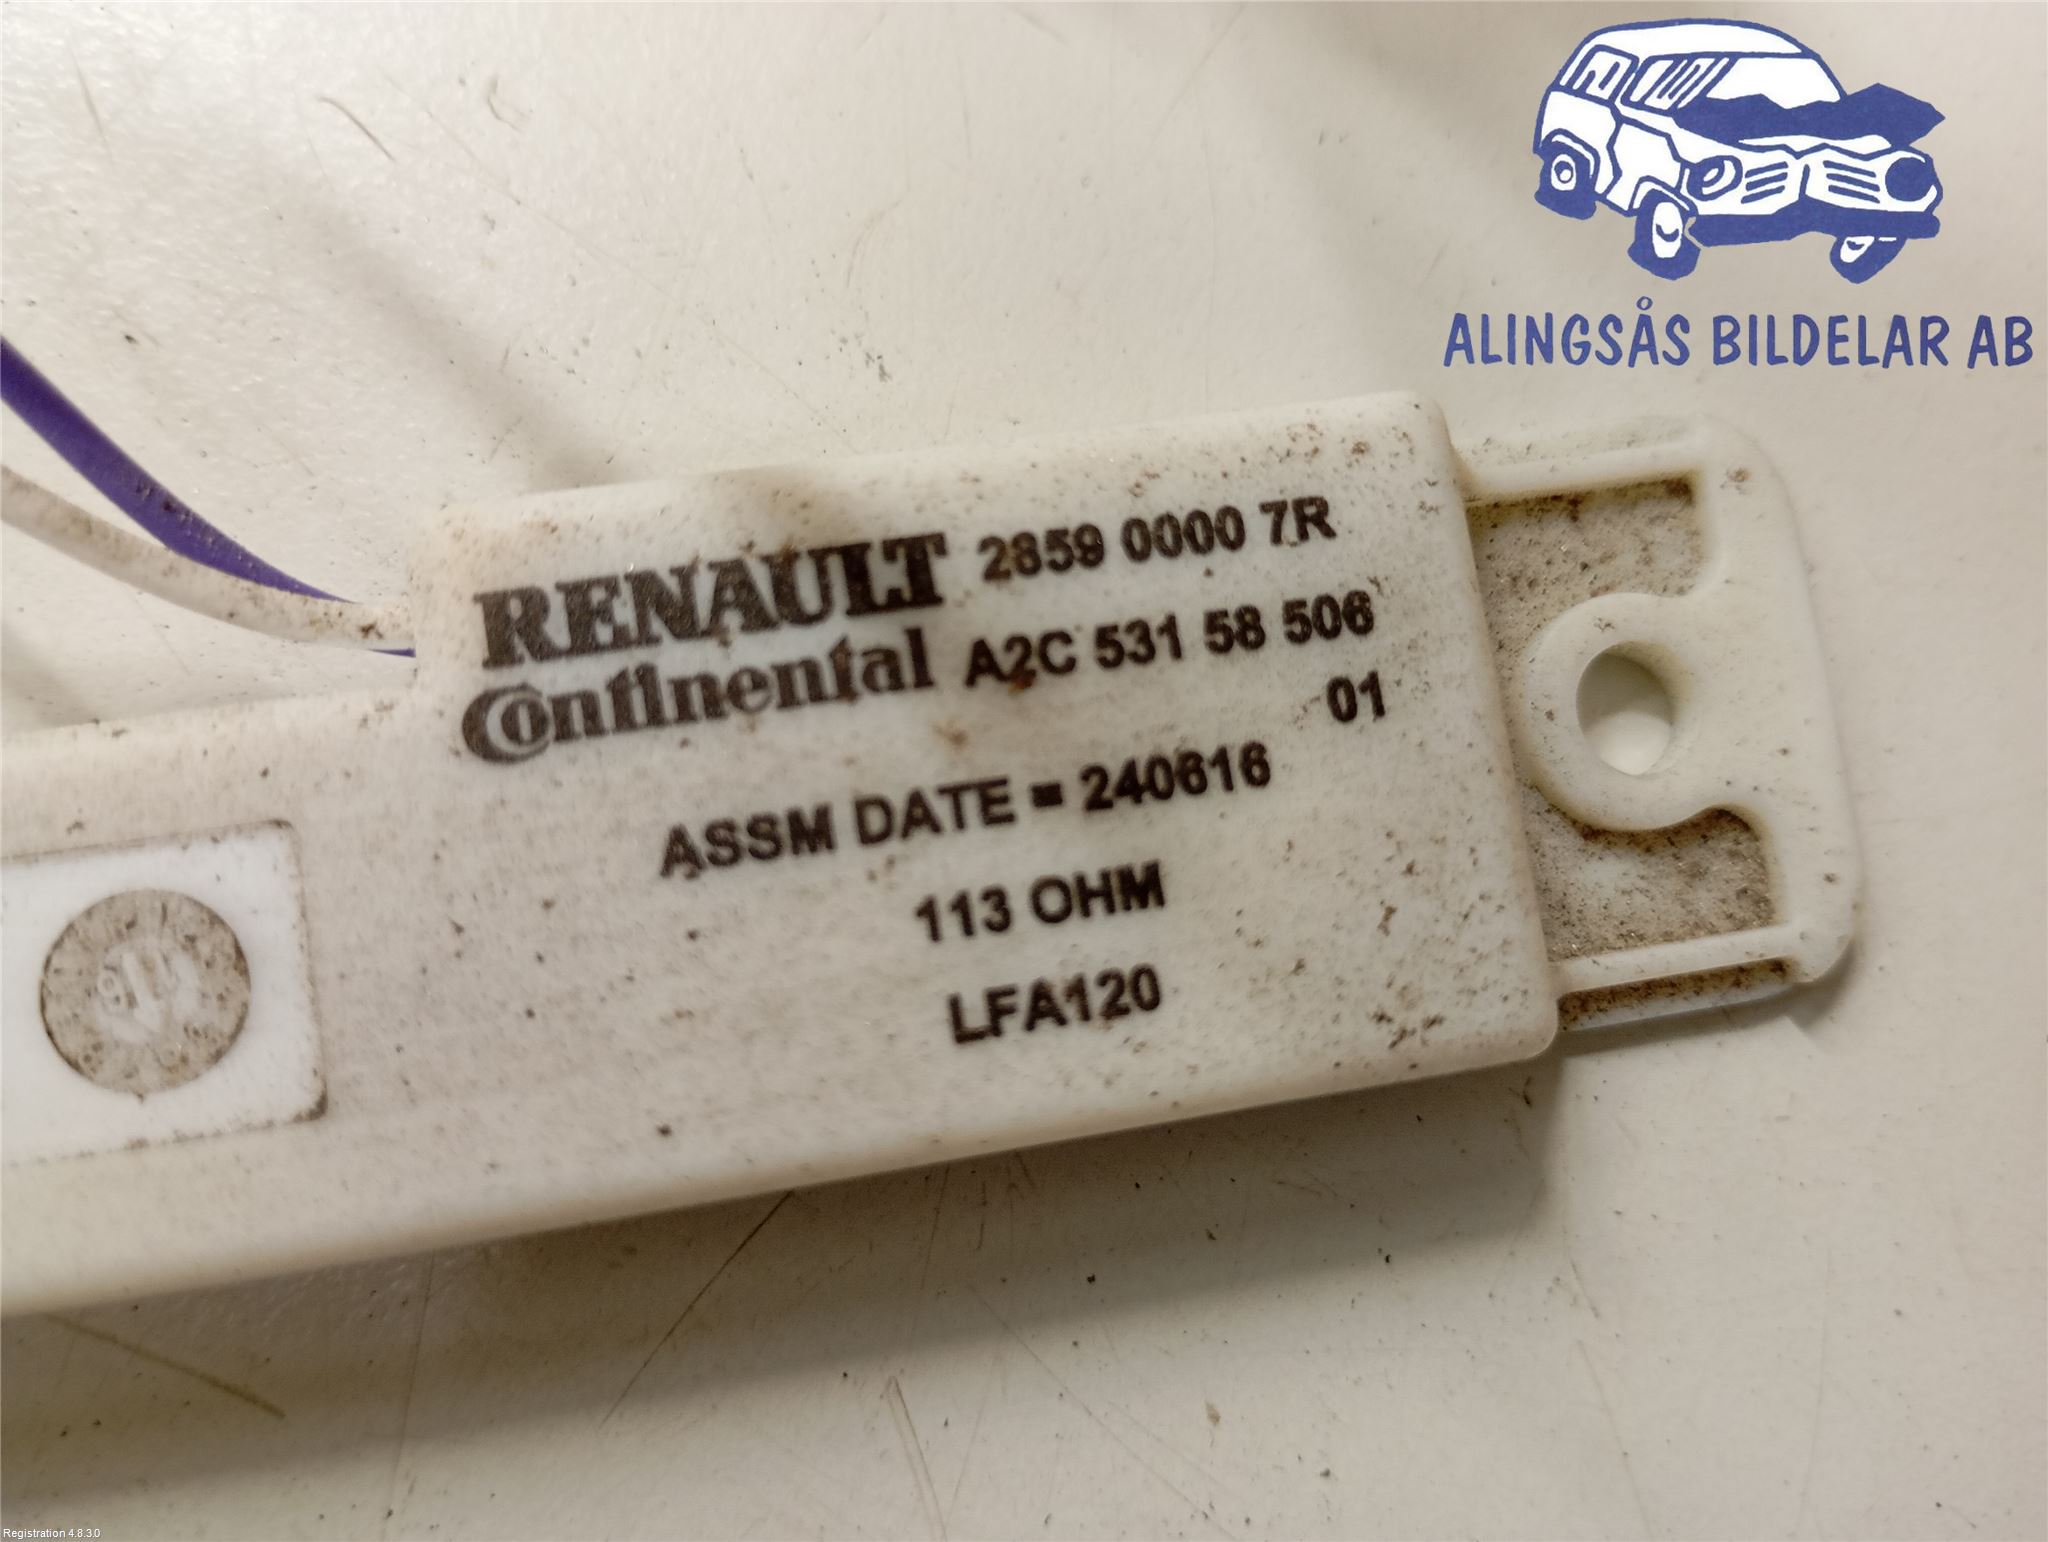 ALINGSÅS BILDELAR AB
RENAULT 2859 0000 7R
Continental A2C 531 58 506
01
ASSM DATE = 240616
113 OHM
LFA120
Registration 4.8.3.0